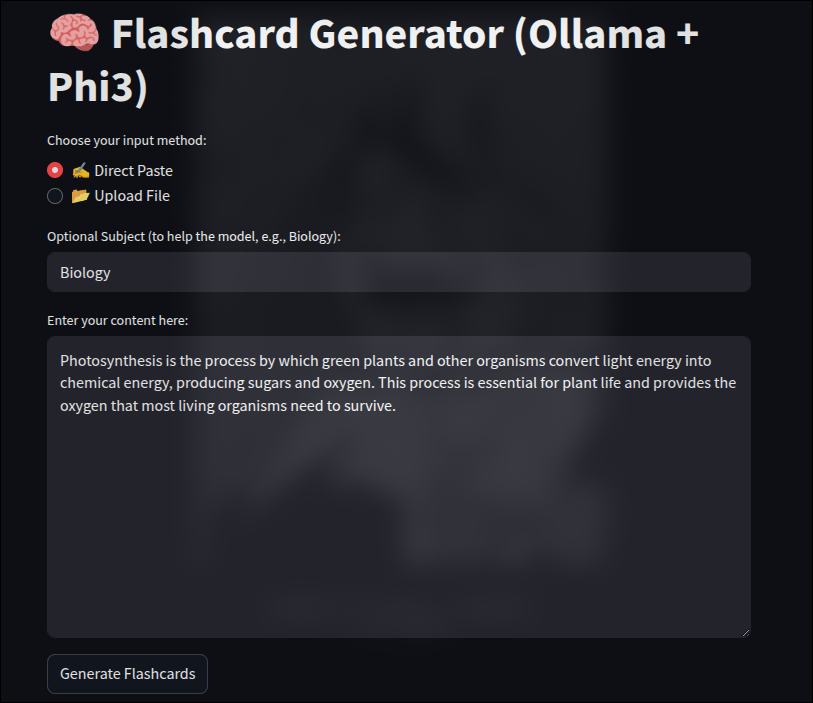 🧠 Flashcard Generator (Ollama +
Phi3)
Choose your input method:
✍️ Direct Paste
📂 Upload File
Optional Subject (to help the model, e.g., Biology):
Biology
Enter your content here:
Photosynthesis is the process by which green plants and other organisms convert light energy into
chemical energy, producing sugars and oxygen. This process is essential for plant life and provides the
oxygen that most living organisms need to survive.
Generate Flashcards